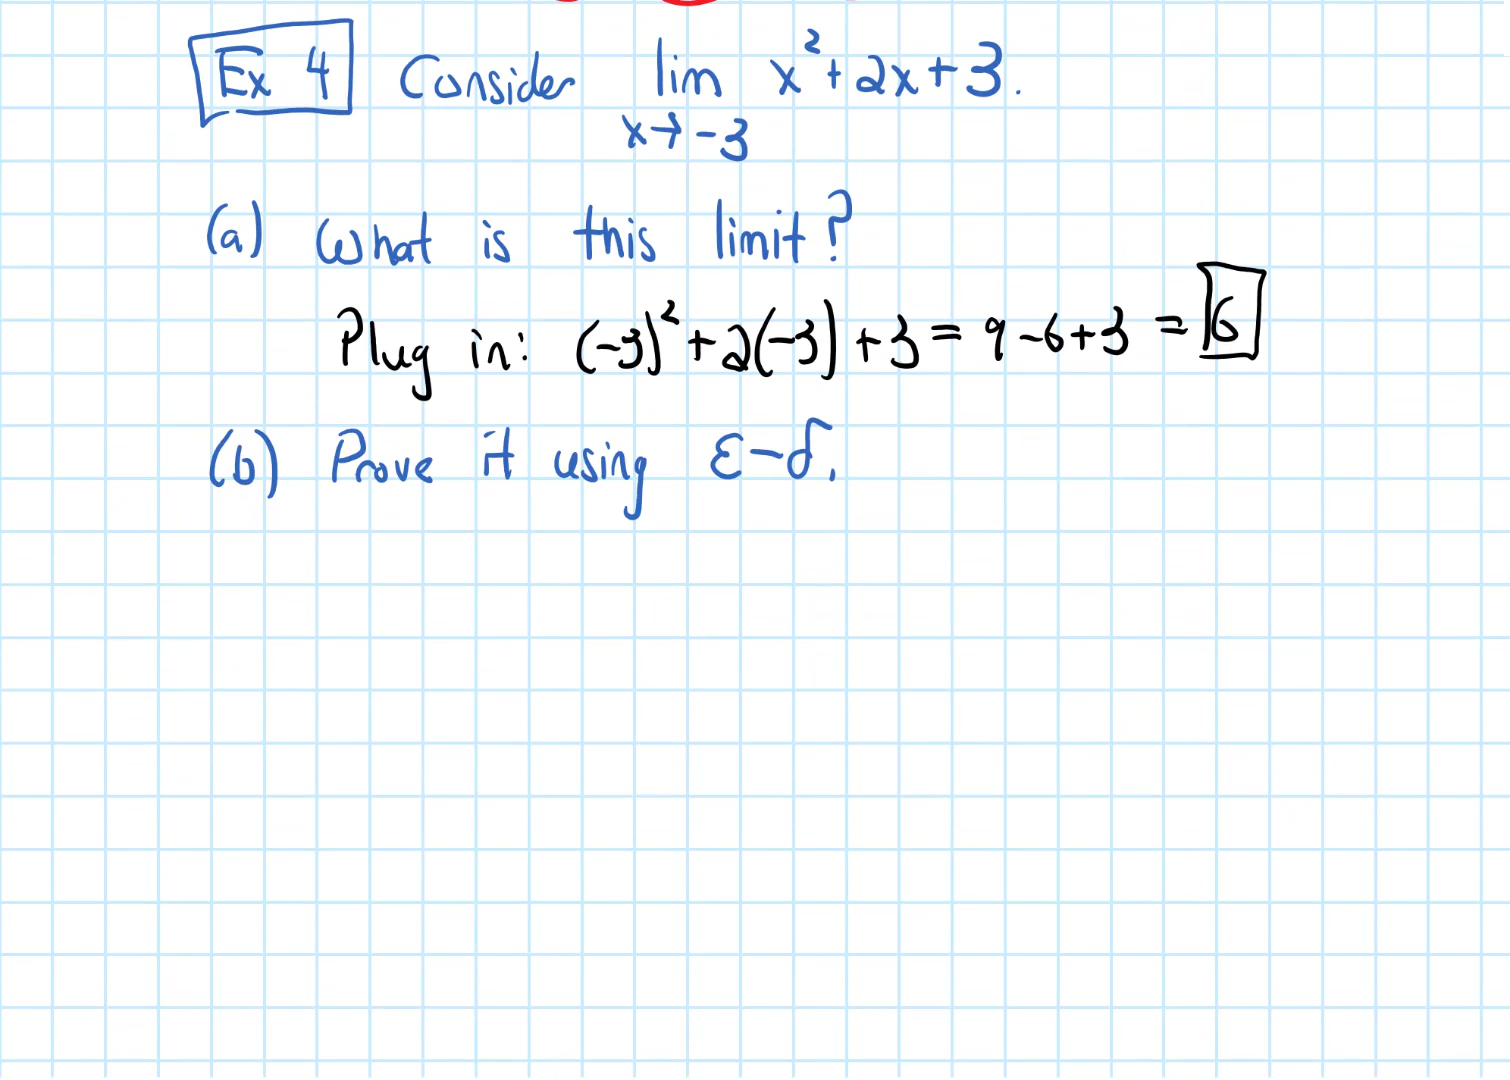 Ex 4 Consider lim x² + 2x + 3.
x → -3
(a) What is this limit?
Plug in: (-3)² + 2(-3) + 3 = 9 - 6 + 3 = 6
(b) Prove it using ε-δ.